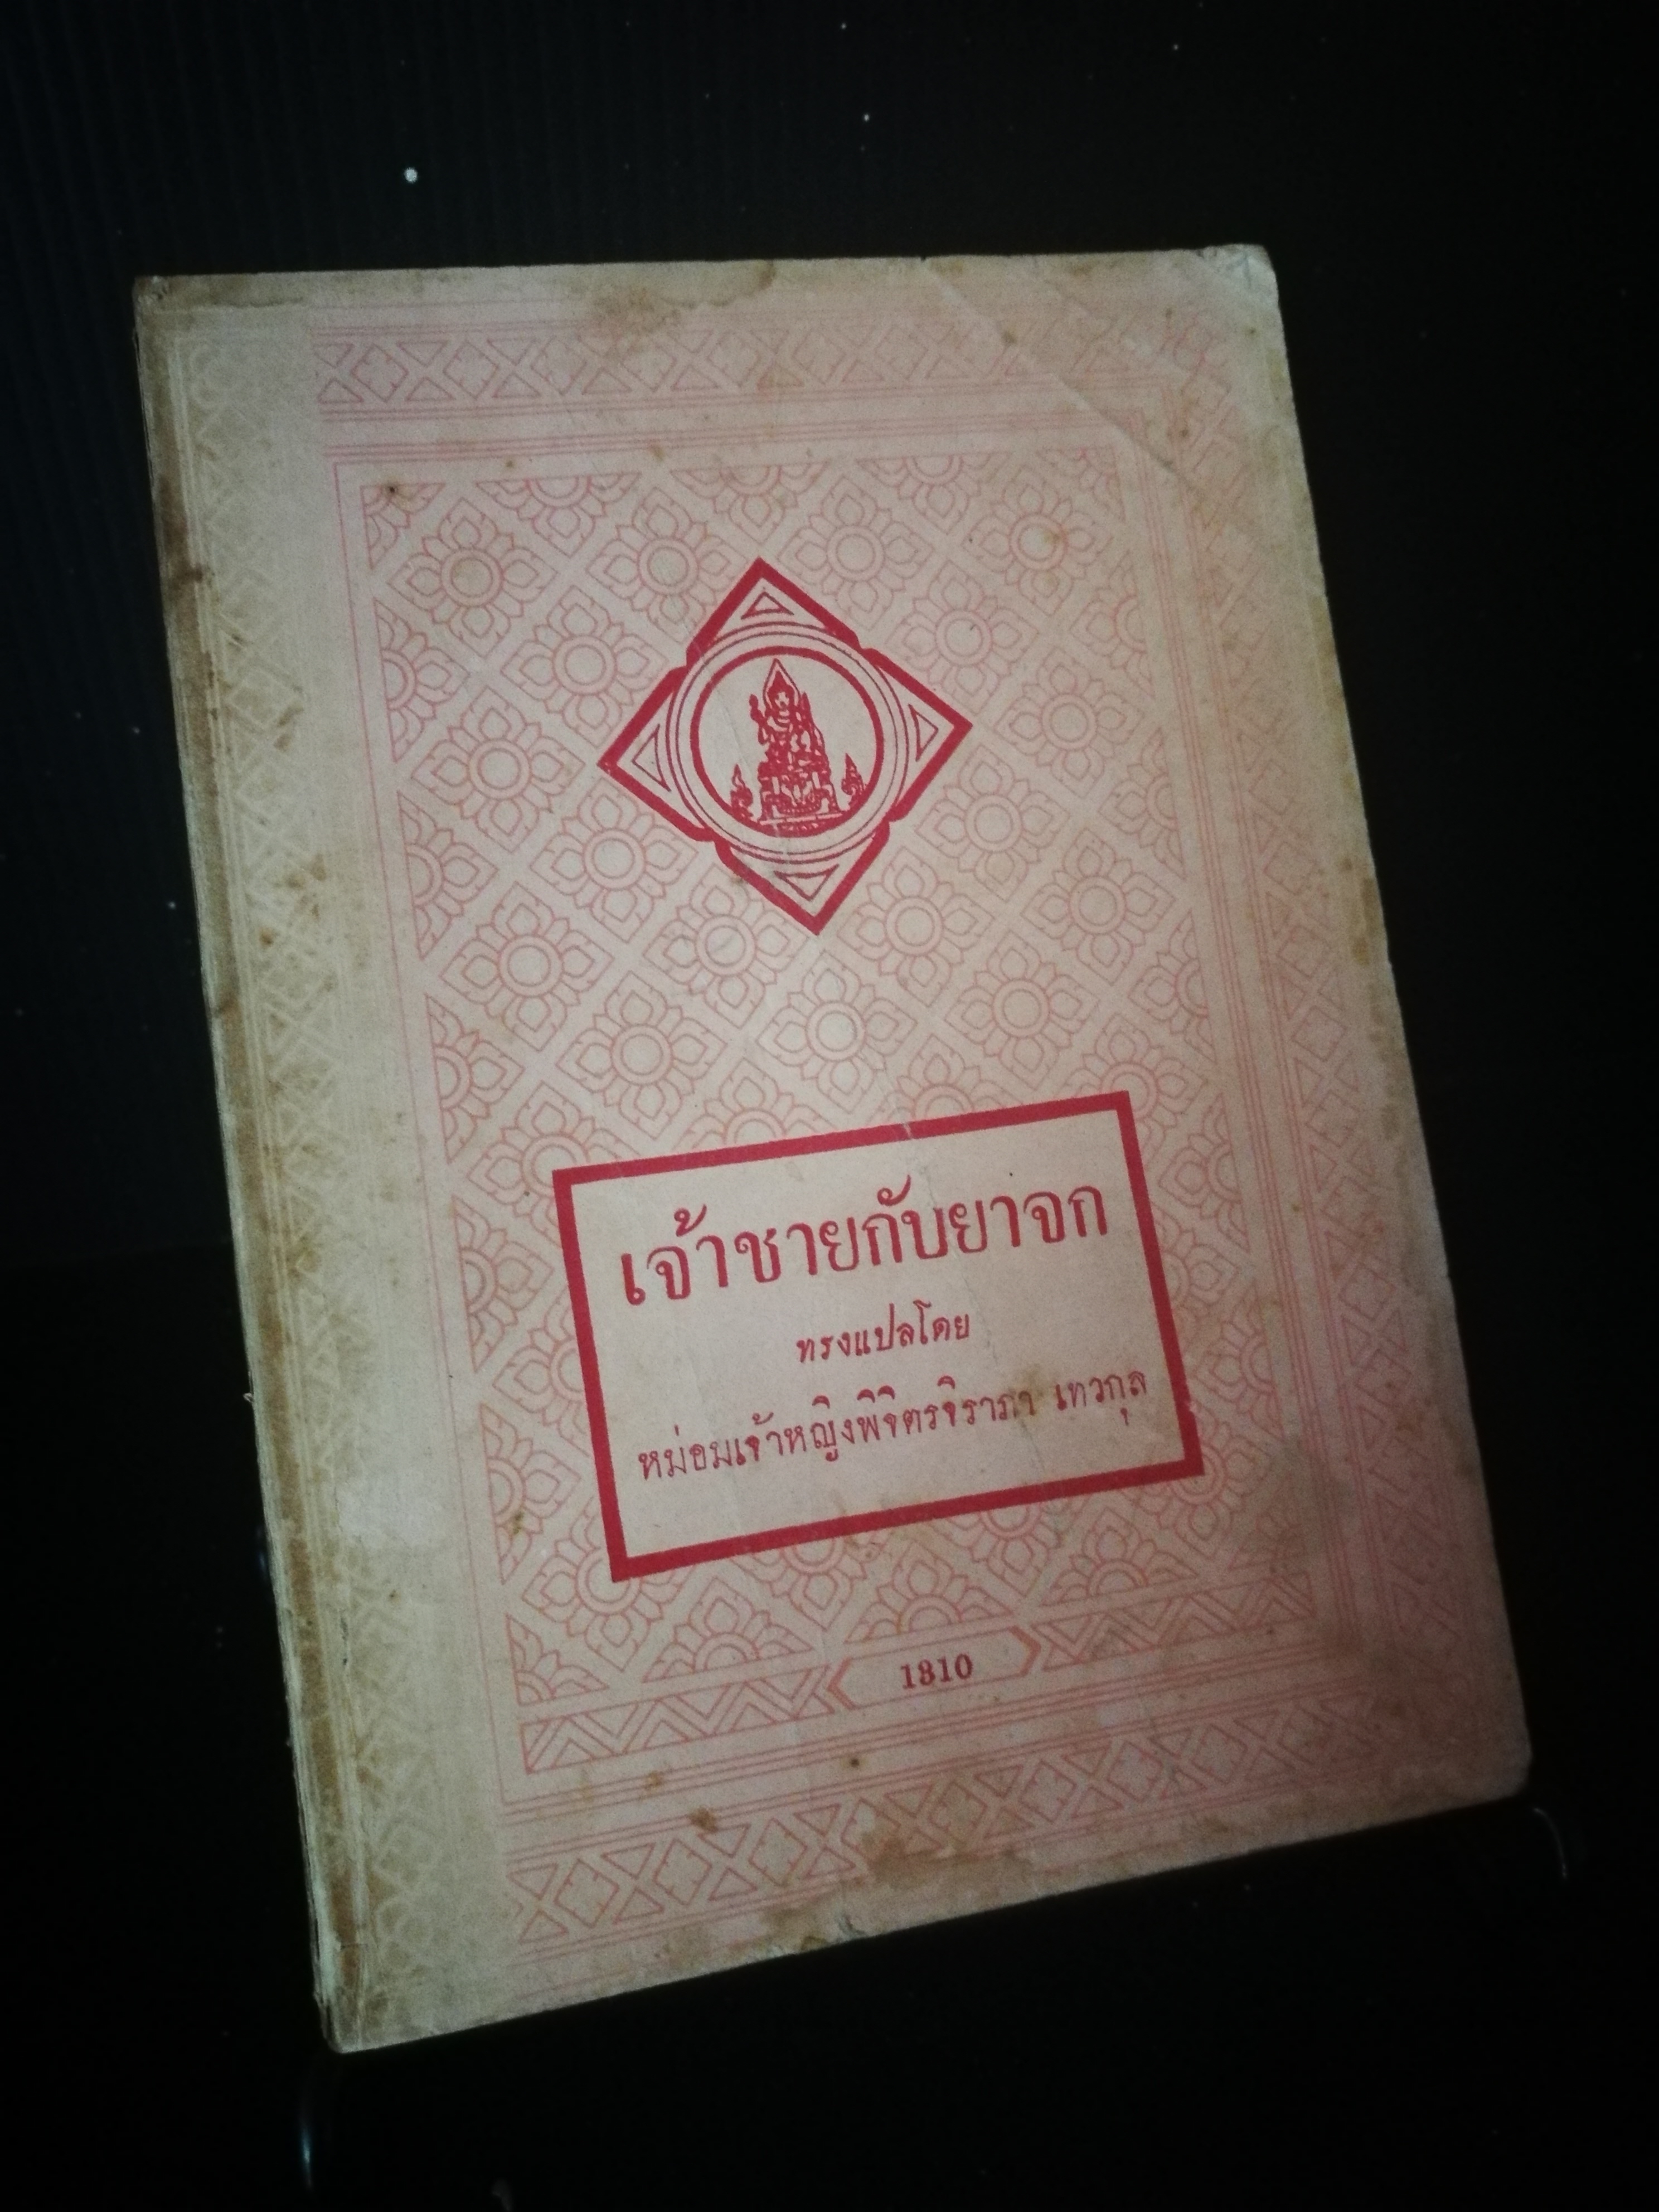 เจ้าชายกับยาจก
ทรงแปลโดย
หม่อมเจ้าหญิงพิจิตรจิราภา เทวกุล
1310